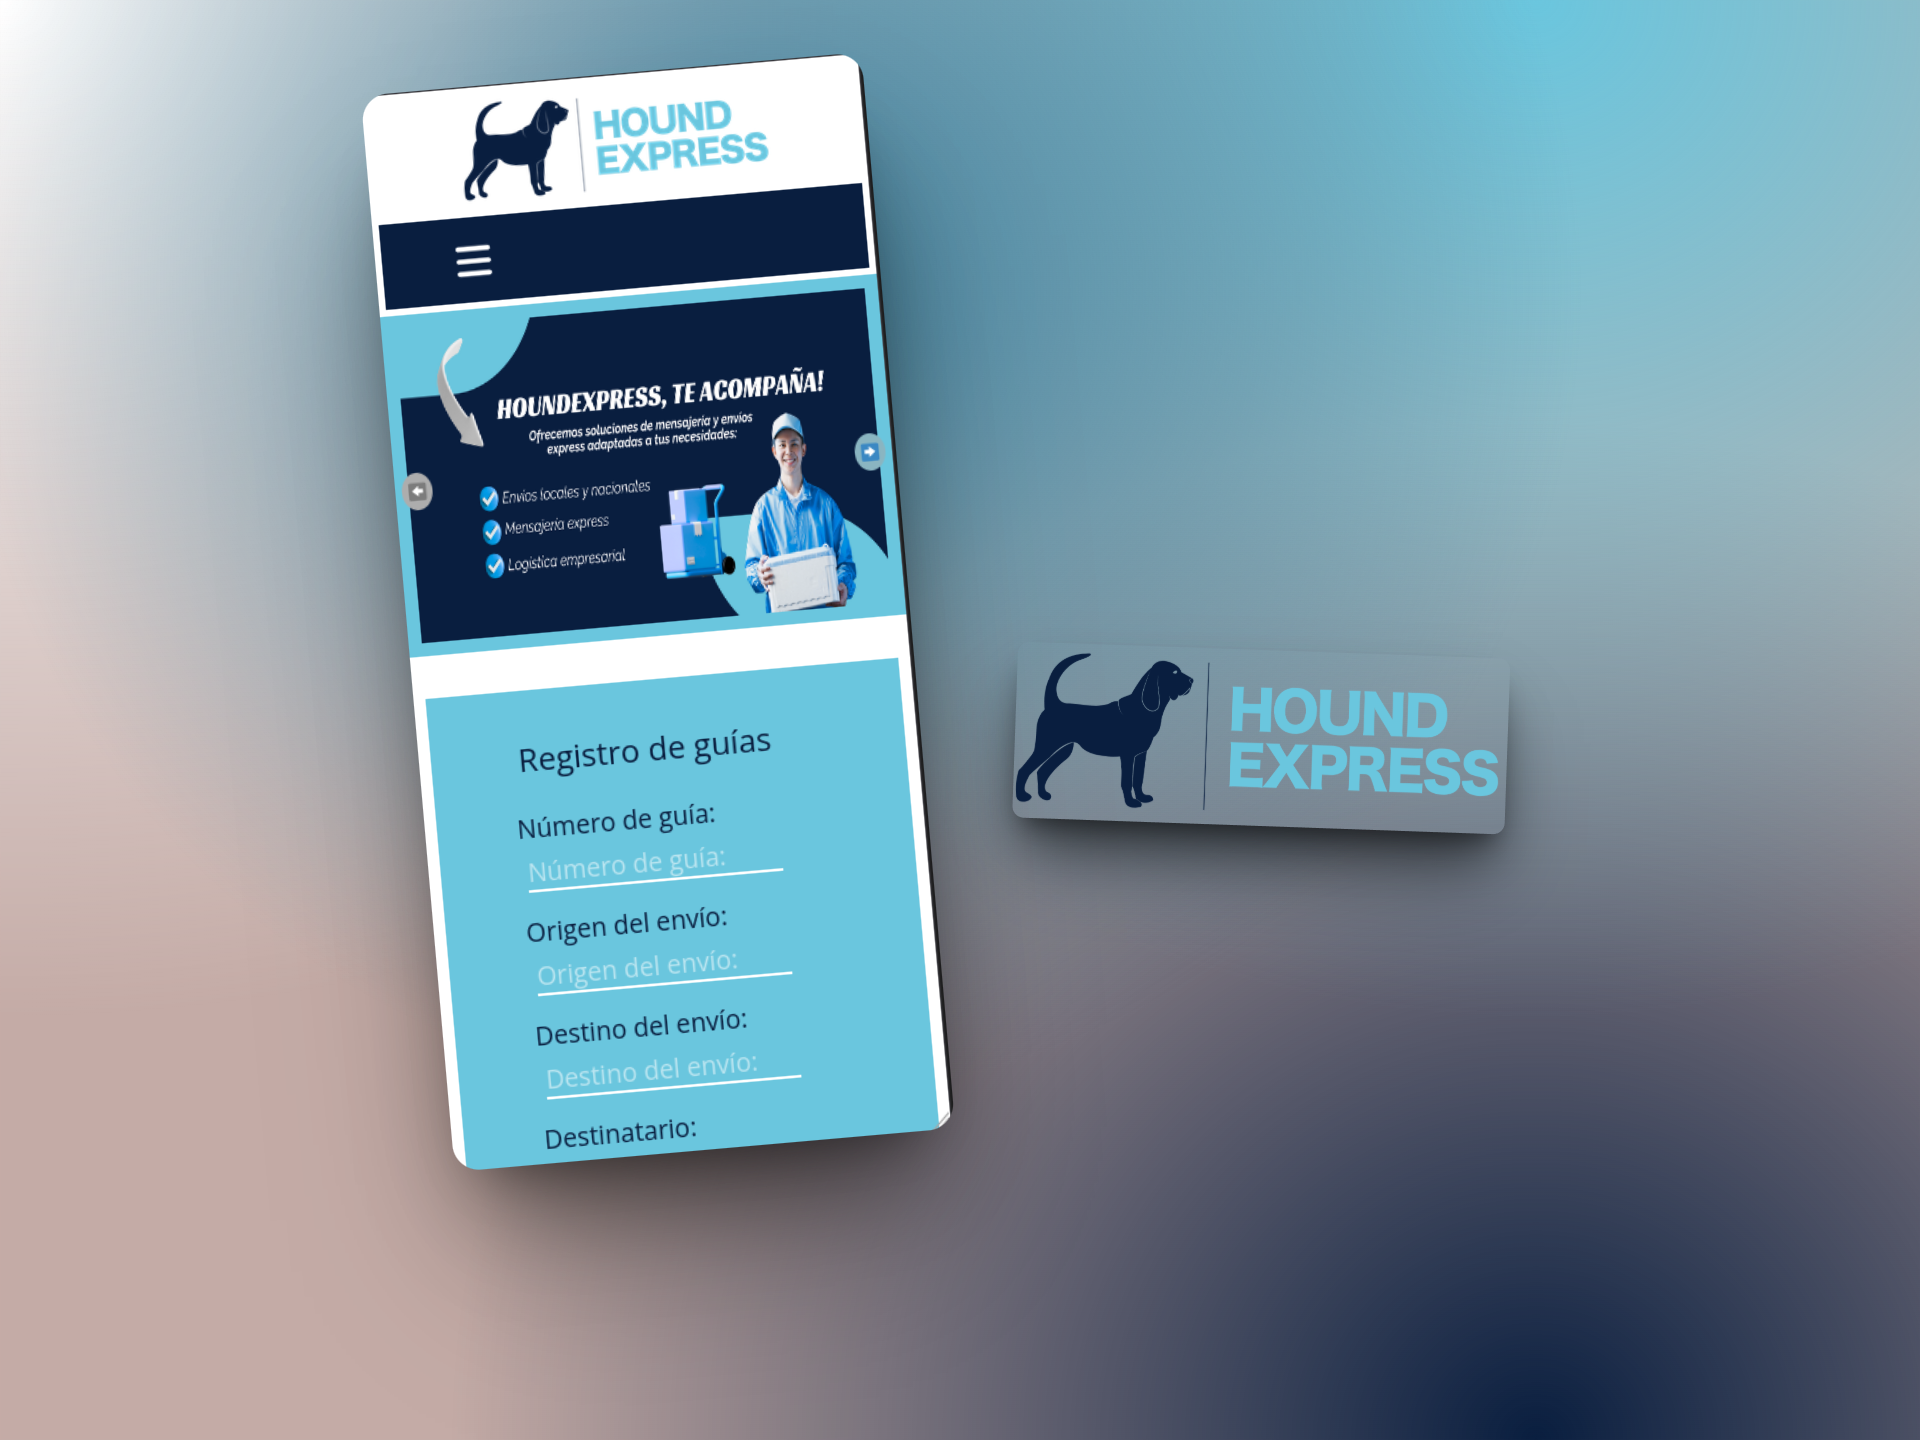 HOUND
EXPRESS
HOUNDEXPRESS, TE ACOMPAÑA!
Ofrecemos soluciones de mensajería y envíos
express adaptadas a tus necesidades:
Envíos locales y nacionales
Mensajería express
Logística empresarial
Registro de guías
Número de guía:
Número de guía:
Origen del envío:
Origen del envío:
Destino del envío:
Destino del envío:
Destinatario:
HOUND
EXPRESS